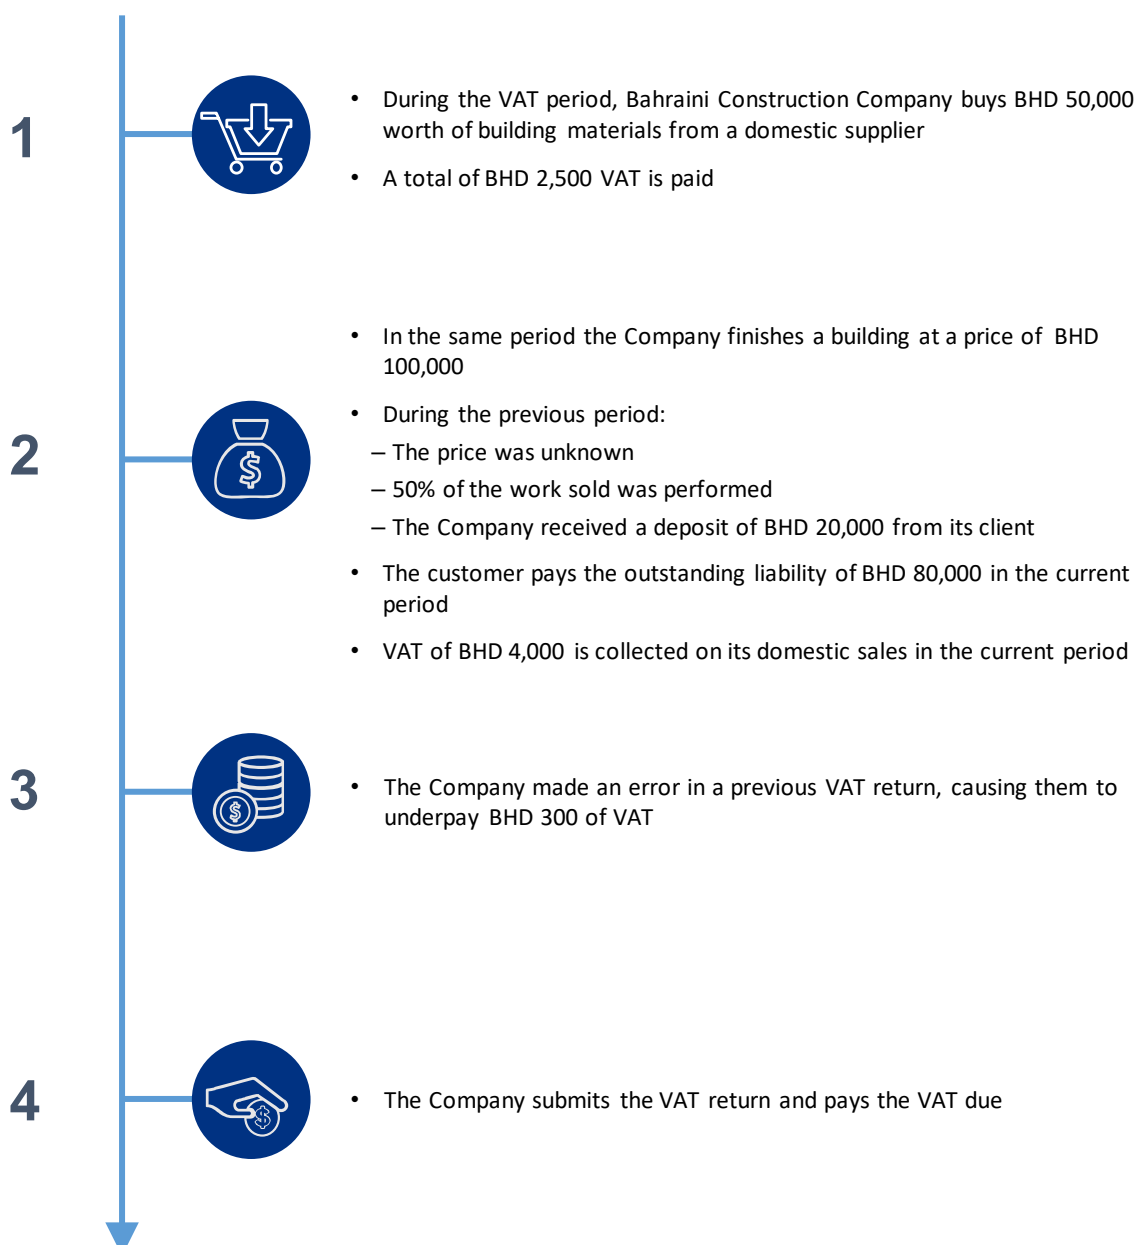 1
• During the VAT period, Bahraini Construction Company buys BHD 50,000
worth of building materials from a domestic supplier
• A total of BHD 2,500 VAT is paid
2
• In the same period the Company finishes a building at a price of BHD
100,000
• During the previous period:
– The price was unknown
– 50% of the work sold was performed
– The Company received a deposit of BHD 20,000 from its client
• The customer pays the outstanding liability of BHD 80,000 in the current
period
• VAT of BHD 4,000 is collected on its domestic sales in the current period
3
• The Company made an error in a previous VAT return, causing them to
underpay BHD 300 of VAT
4
• The Company submits the VAT return and pays the VAT due